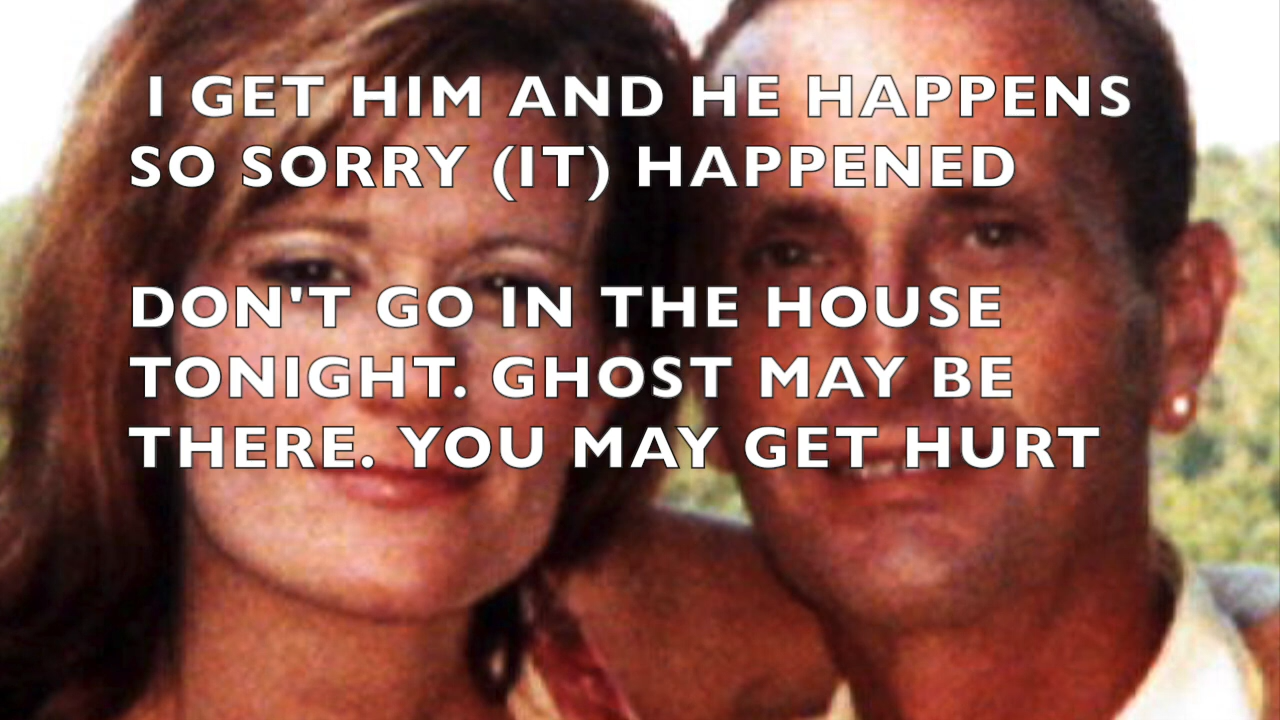 I GET HIM AND HE HAPPENS
SO SORRY (IT) HAPPENED
DON'T GO IN THE HOUSE
TONIGHT. GHOST MAY BE
THERE. YOU MAY GET HURT